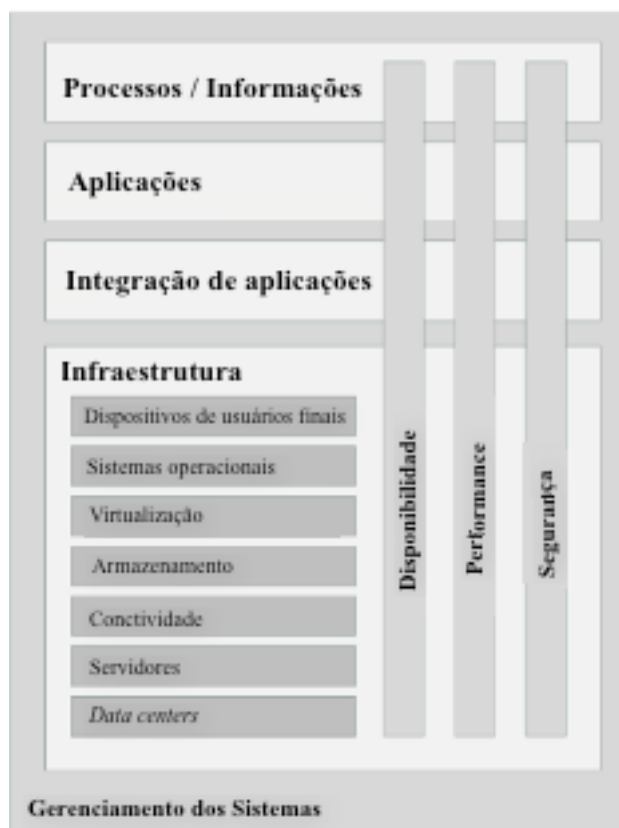 Processos / Informações
Aplicações
Integração de aplicações
Infraestrutura
Dispositivos de usuários finais
Sistemas operacionais
Virtualização
Armazenamento
Conctividade
Servidores
Data centers
Disponibilidade
Performance
Segurança
Gerenciamento dos Sistemas